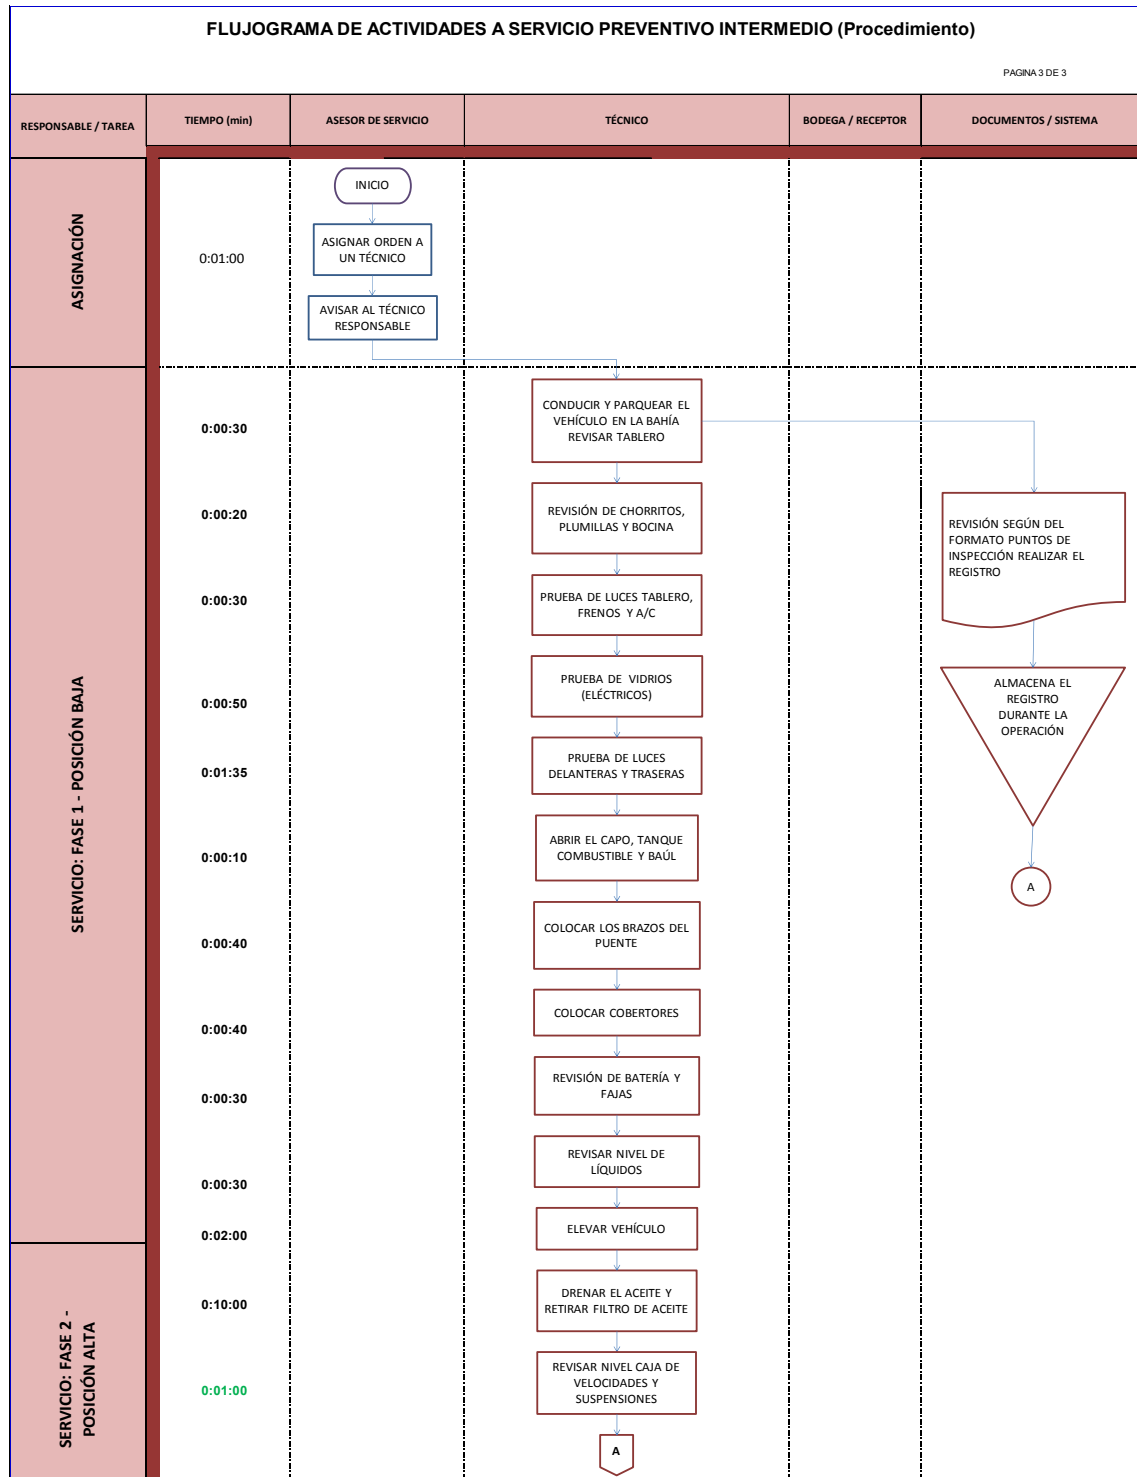 FLUJOGRAMA DE ACTIVIDADES A SERVICIO PREVENTIVO INTERMEDIO (Procedimiento)
PAGINA 3 DE 3
RESPONSABLE / TAREA
TIEMPO (min)
ASESOR DE SERVICIO
TÉCNICO
BODEGA / RECEPTOR
DOCUMENTOS / SISTEMA
ASIGNACIÓN
INICIO
0:01:00
ASIGNAR ORDEN A
UN TÉCNICO
AVISAR AL TÉCNICO
RESPONSABLE
SERVICIO: FASE 1 - POSICIÓN BAJA
0:00:30
CONDUCIR Y PARQUEAR EL
VEHÍCULO EN LA BAHÍA
REVISAR TABLERO
0:00:20
REVISIÓN DE CHORRITOS,
PLUMILLAS Y BOCINA
REVISIÓN SEGÚN DEL
FORMATO PUNTOS DE
INSPECCIÓN REALIZAR EL
REGISTRO
0:00:30
PRUEBA DE LUCES TABLERO,
FRENOS Y A/C
0:00:50
PRUEBA DE VIDRIOS
(ELÉCTRICOS)
ALMACENA EL
REGISTRO
DURANTE LA
OPERACIÓN
0:01:35
PRUEBA DE LUCES
DELANTERAS Y TRASERAS
0:00:10
ABRIR EL CAPO, TANQUE
COMBUSTIBLE Y BAÚL
A
0:00:40
COLOCAR LOS BRAZOS DEL
PUENTE
0:00:40
COLOCAR COBERTORES
0:00:30
REVISIÓN DE BATERÍA Y
FAJAS
0:00:30
REVISAR NIVEL DE
LÍQUIDOS
0:02:00
ELEVAR VEHÍCULO
SERVICIO: FASE 2 -
POSICIÓN ALTA
0:10:00
DRENAR EL ACEITE Y
RETIRAR FILTRO DE ACEITE
0:01:00
REVISAR NIVEL CAJA DE
VELOCIDADES Y
SUSPENSIONES
A